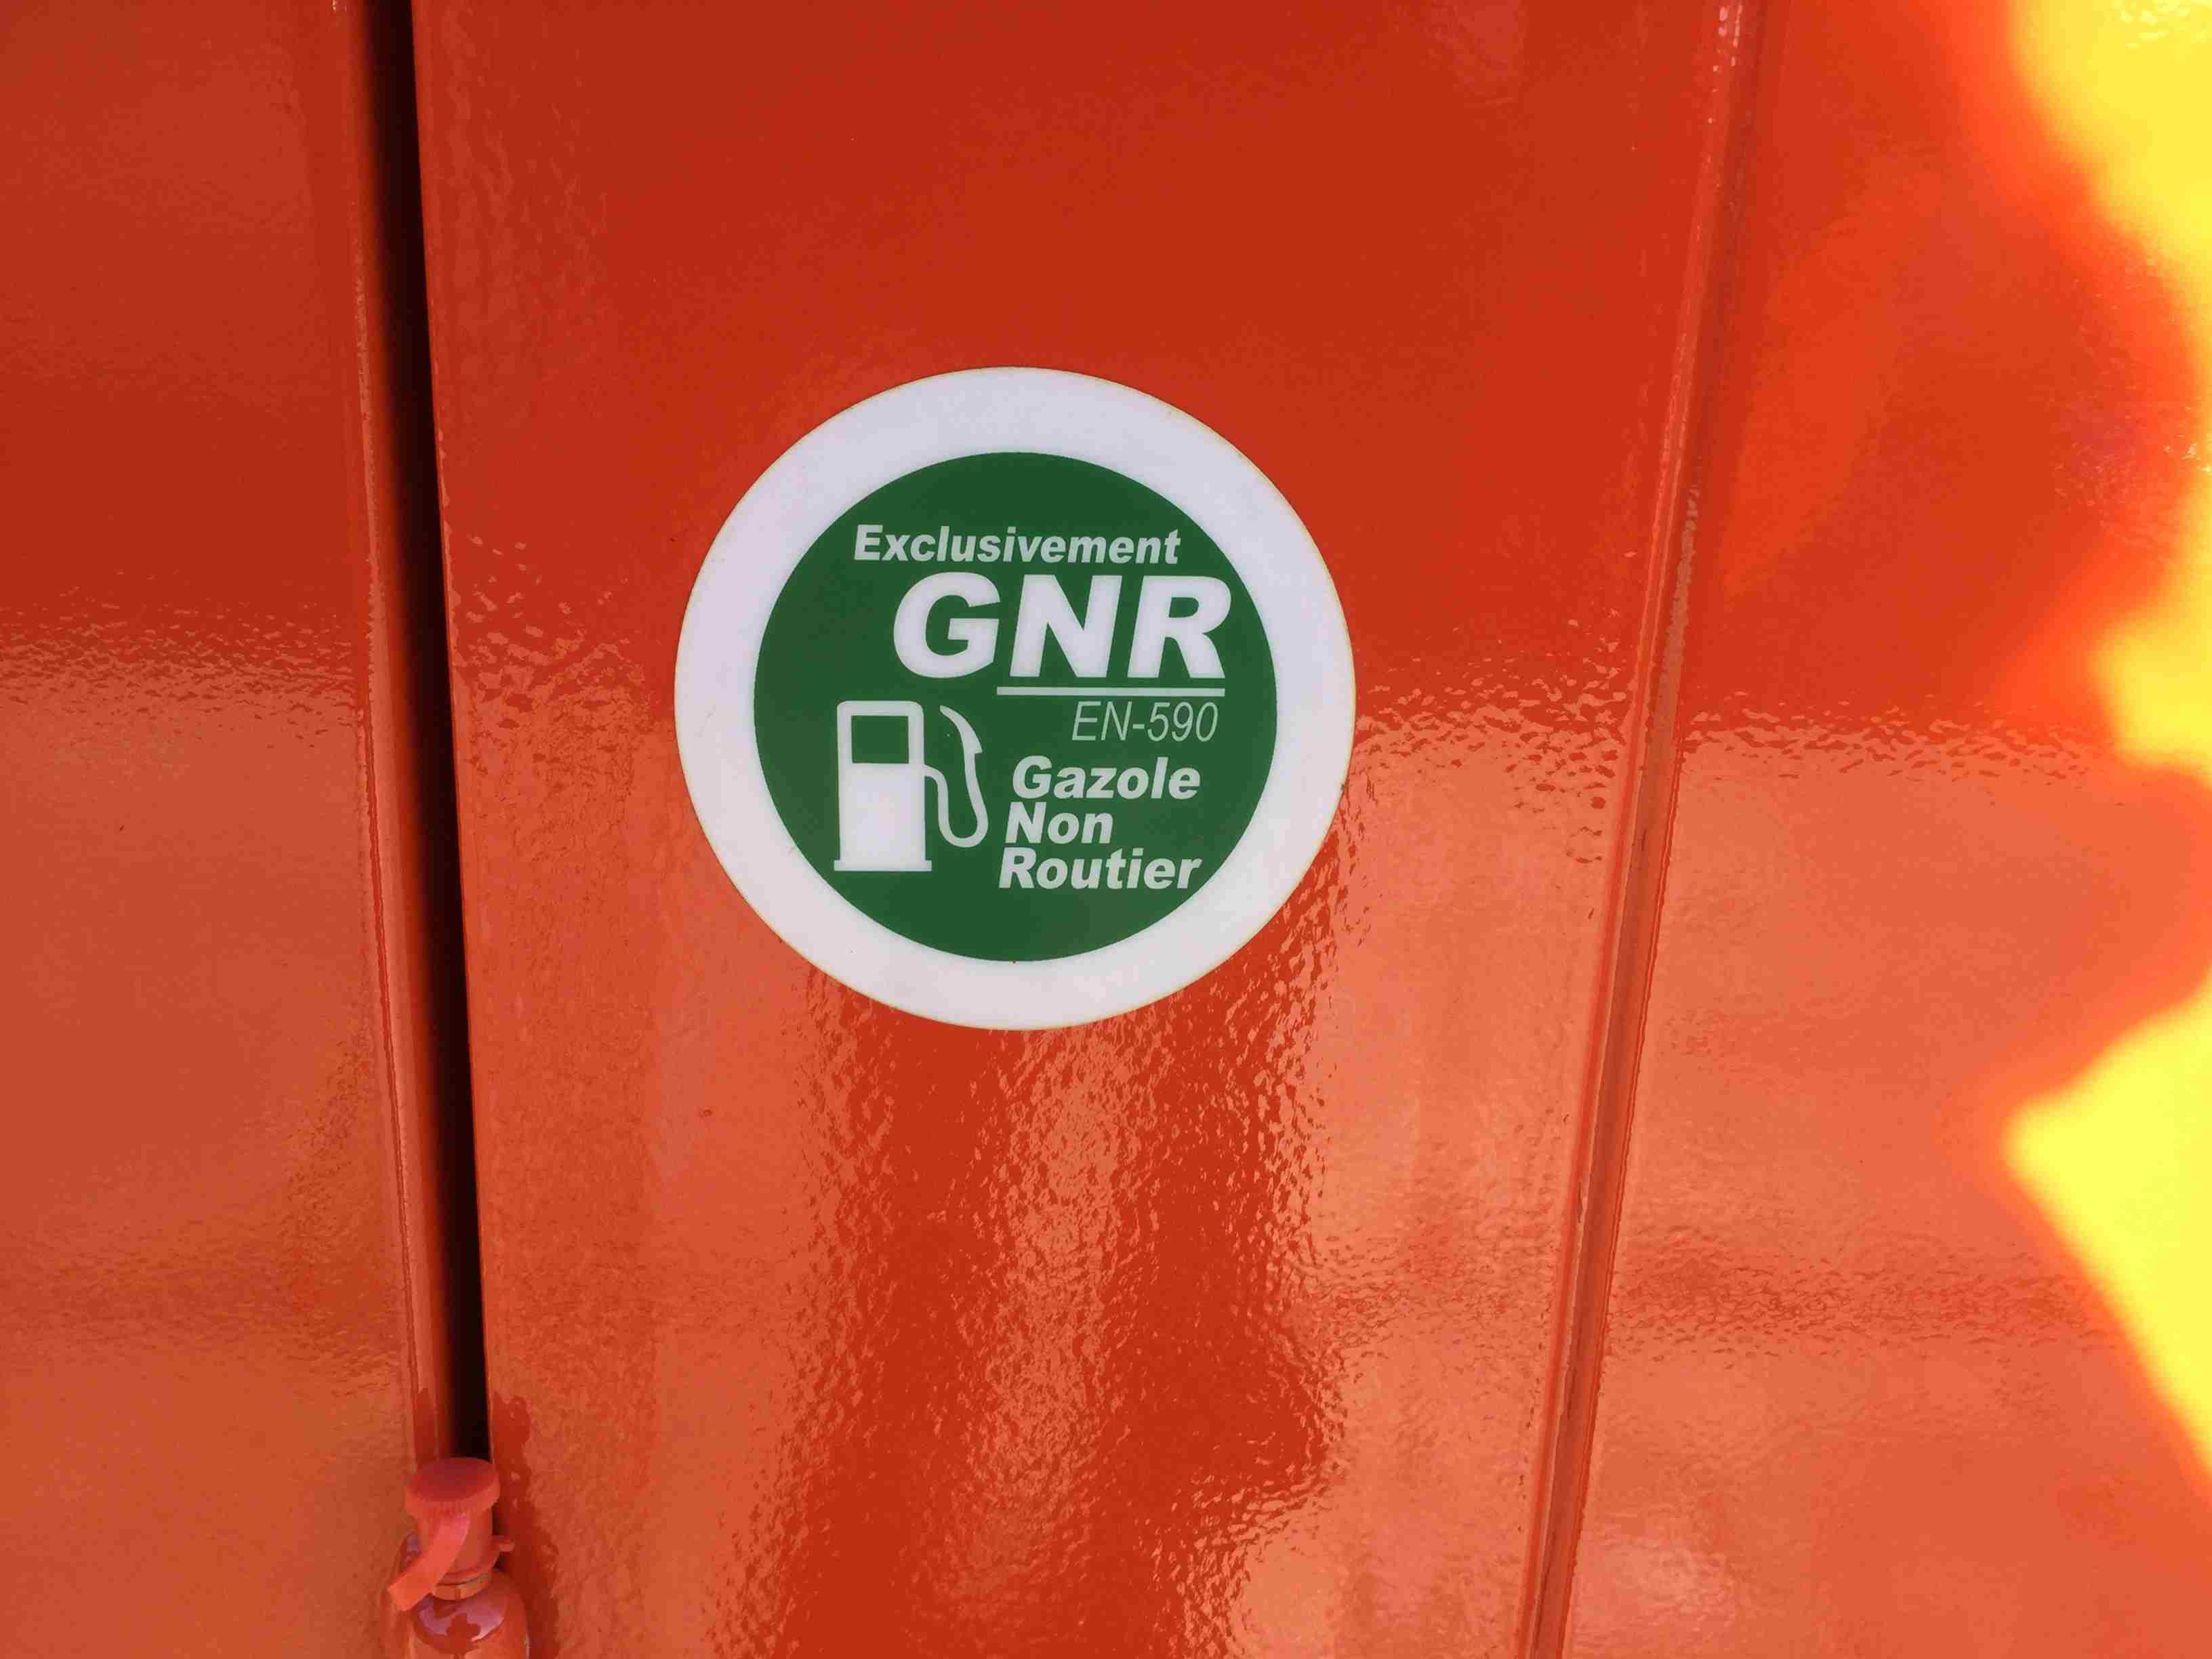 Exclusivement
GNR
EN-590
Gazole
Non
Routier